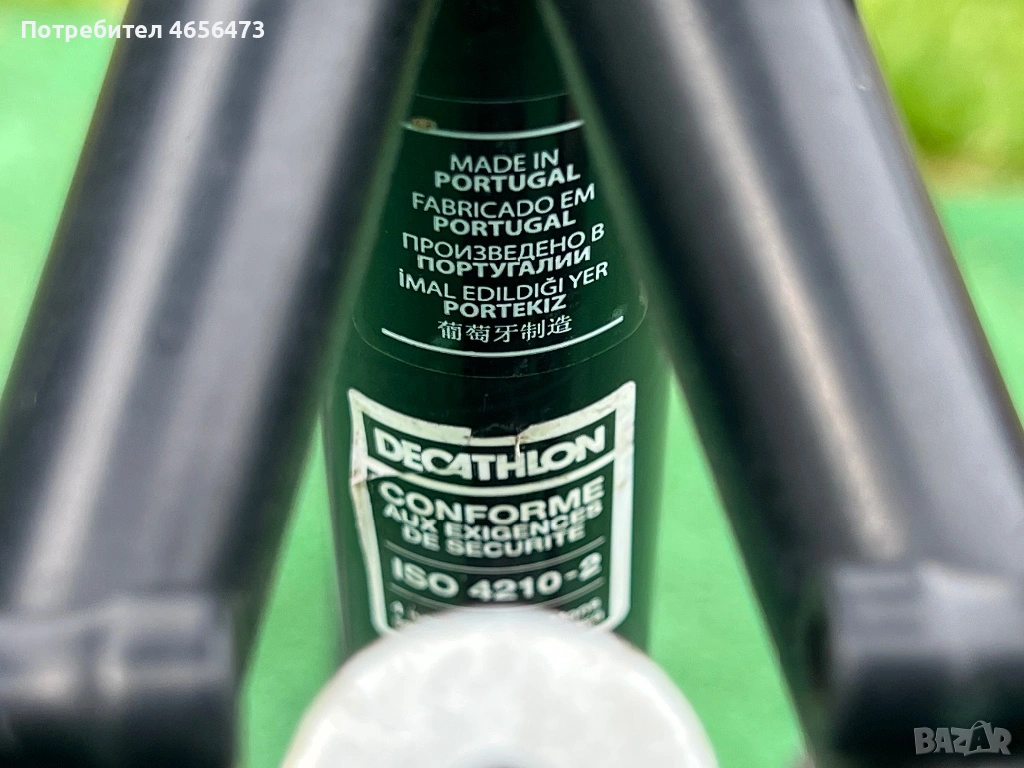 Потребител 4656473
MADE IN
PORTUGAL
FABRICADO EM
PORTUGAL
ПРОИЗВЕДЕНО В
ПОРТУГАЛИИ
İMAL EDILDIĞI YER
PORTEKIZ
葡萄牙制造
DECATHLON
CONFORME
AUX EXIGENCES
DE SECURITE
ISO 4210-2
BAZAR